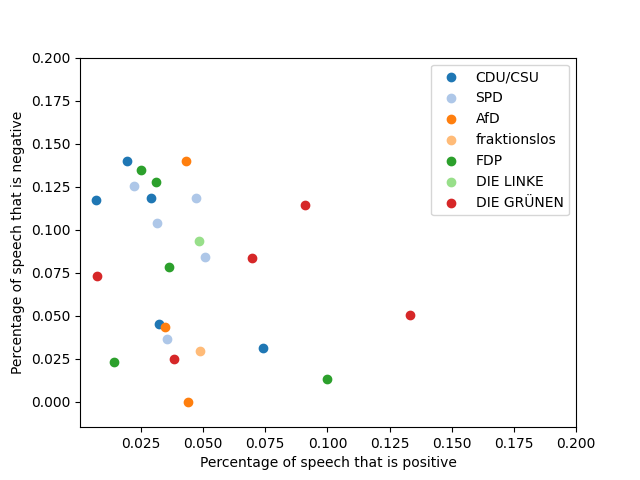 0.200
0.175
0.150
0.125
0.100
0.075
0.050
0.025
0.000
Percentage of speech that is negative
CDU/CSU
SPD
AfD
fraktionslos
FDP
DIE LINKE
DIE GRÜNEN
0.025 0.050 0.075 0.100 0.125 0.150 0.175 0.200
Percentage of speech that is positive